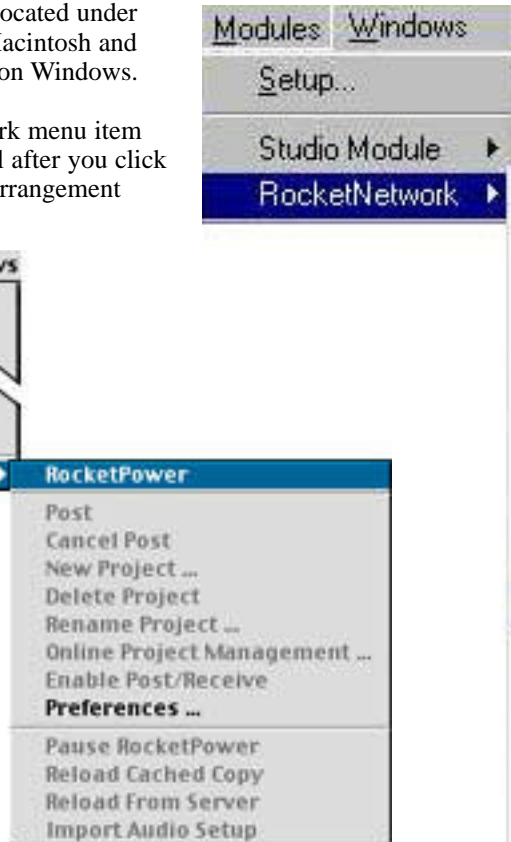 ocated under
Macintosh and
on Windows.
rk menu item
l after you click
rrangement
Modules Windows
Setup...
Studio Module
RocketNetwork
ws
RocketPower
Post
Cancel Post
New Project ...
Delete Project
Rename Project ...
Online Project Management ...
Enable Post/Receive
Preferences ...
Pause RocketPower
Reload Cached Copy
Reload From Server
Import Audio Setup